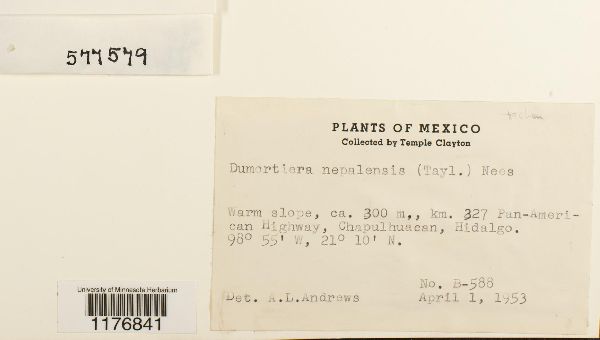 577579
PLANTS OF MEXICO
Collected by Temple Clayton
Dumortiera nepalensis (Tayl.) Nees
Warm slope, ca. 300 m,, km. 327 Pan-Ameri-
can Highway, Chapulhuacan, Hidalgo.
98º 55' W, 21º 10' N.
No. B-588
Det. A.L.Andrews April 1, 1953
University of Minnesota Herbarium
1176841